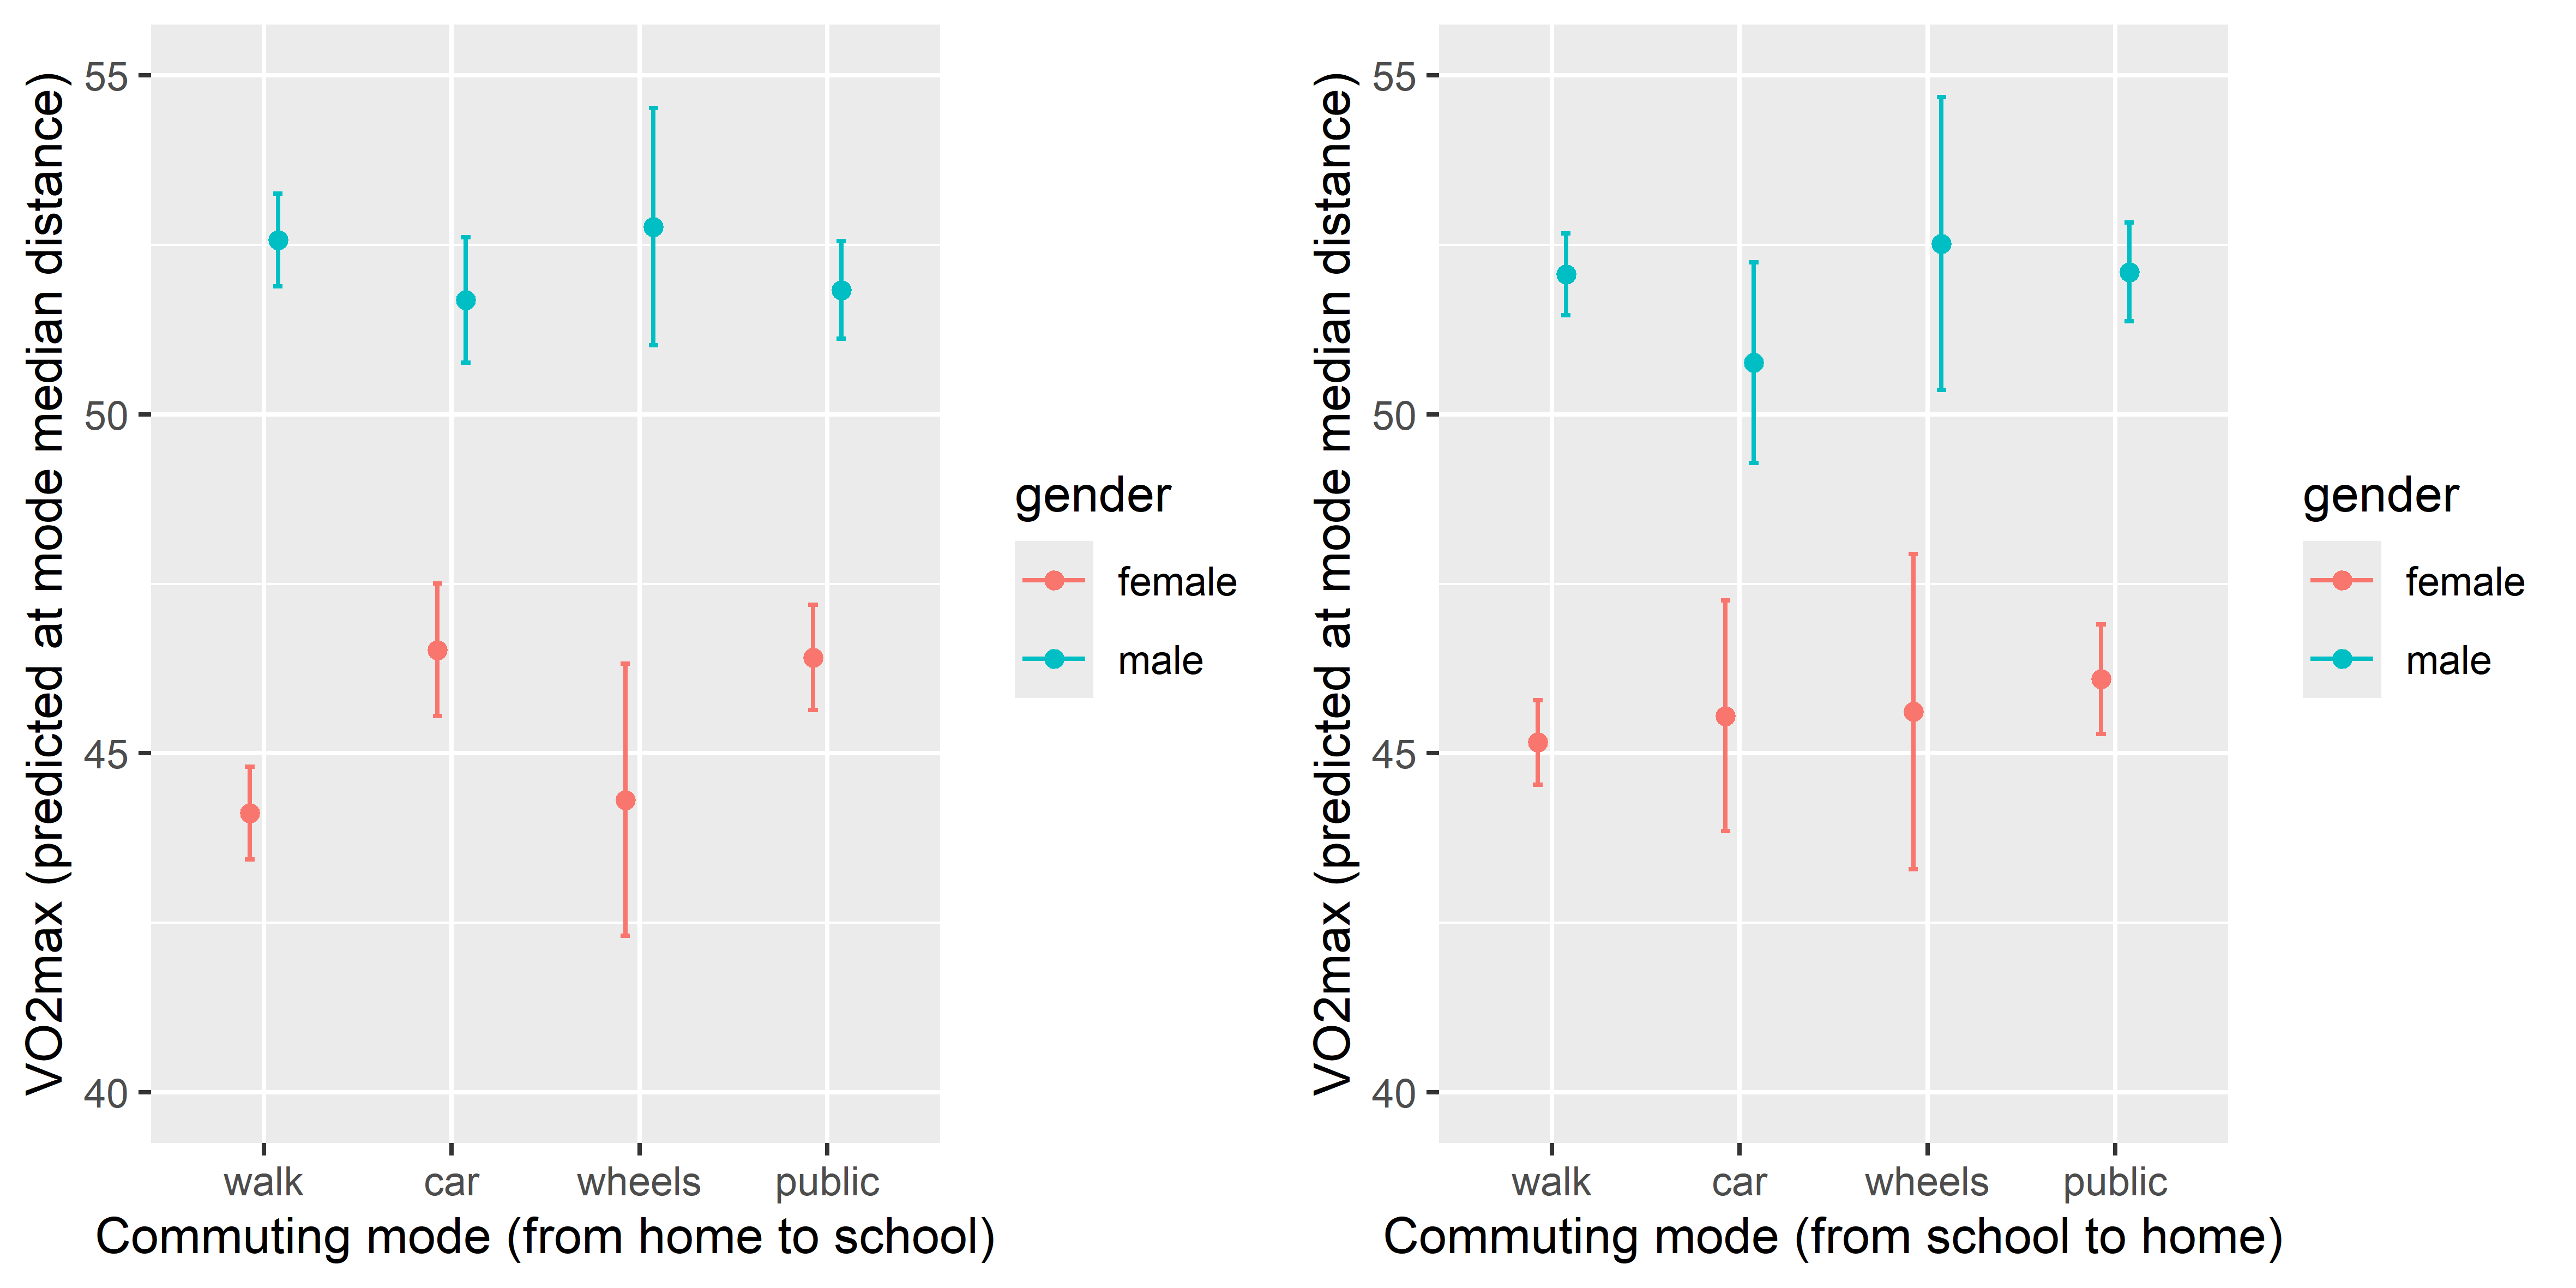 VO2max (predicted at mode median distance)
55
50
45
40
walk car wheels public
Commuting mode (from home to school)
gender
female
male
VO2max (predicted at mode median distance)
55
50
45
40
walk car wheels public
Commuting mode (from school to home)
gender
female
male